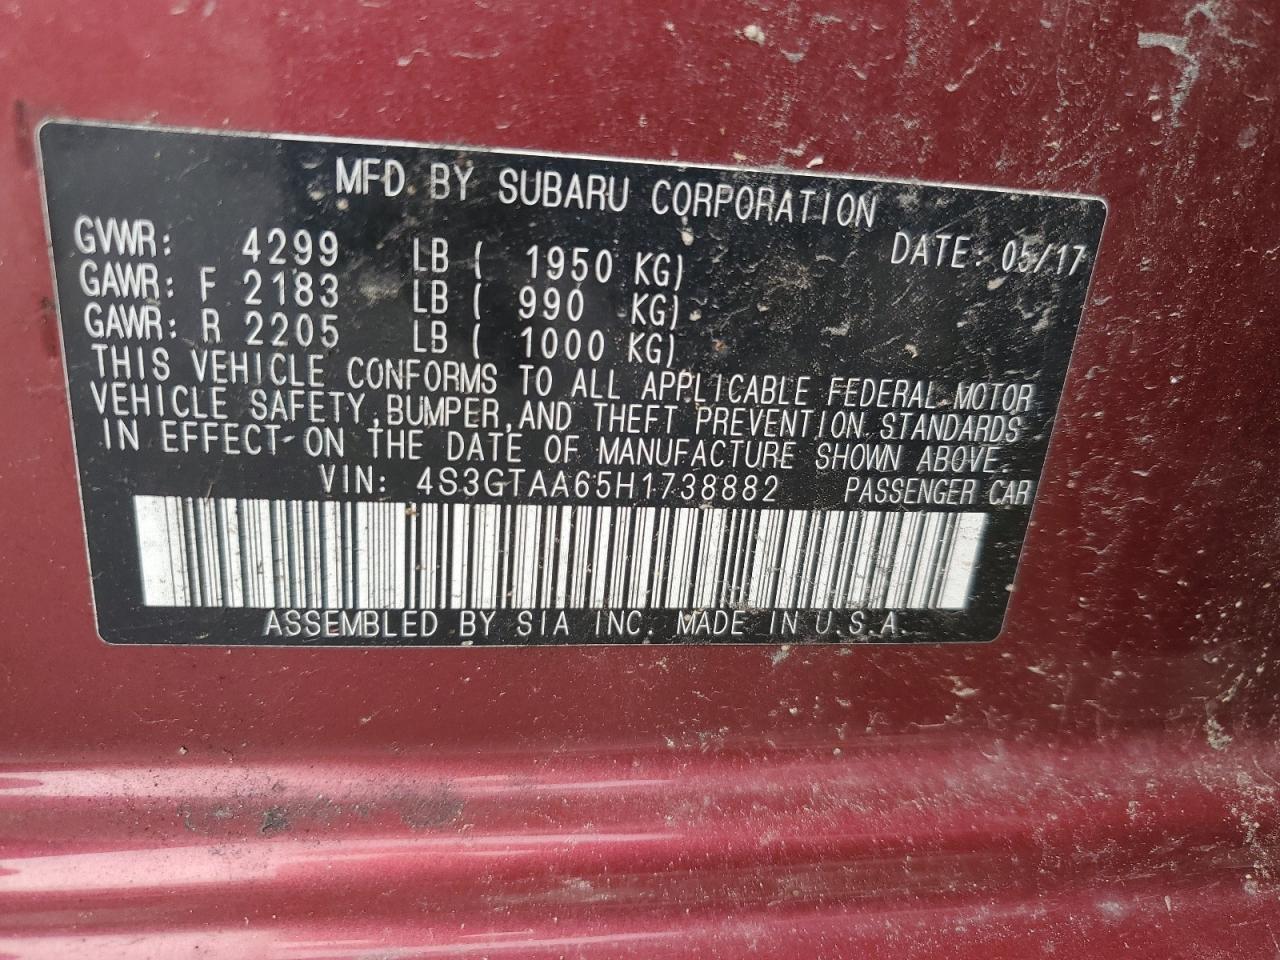 MFD BY SUBARU CORPORATION
GVWR: 4299 LB ( 1950 KG) DATE: 05/17
GAWR: F 2183 LB ( 990 KG)
GAWR: R 2205 LB ( 1000 KG)
THIS VEHICLE CONFORMS TO ALL APPLICABLE FEDERAL MOTOR
VEHICLE SAFETY,BUMPER,AND THEFT PREVENTION STANDARDS
IN EFFECT ON THE DATE OF MANUFACTURE SHOWN ABOVE.
VIN: 4S3GTAA65H1738882 PASSENGER CAR
ASSEMBLED BY SIA INC. MADE IN U.S.A.